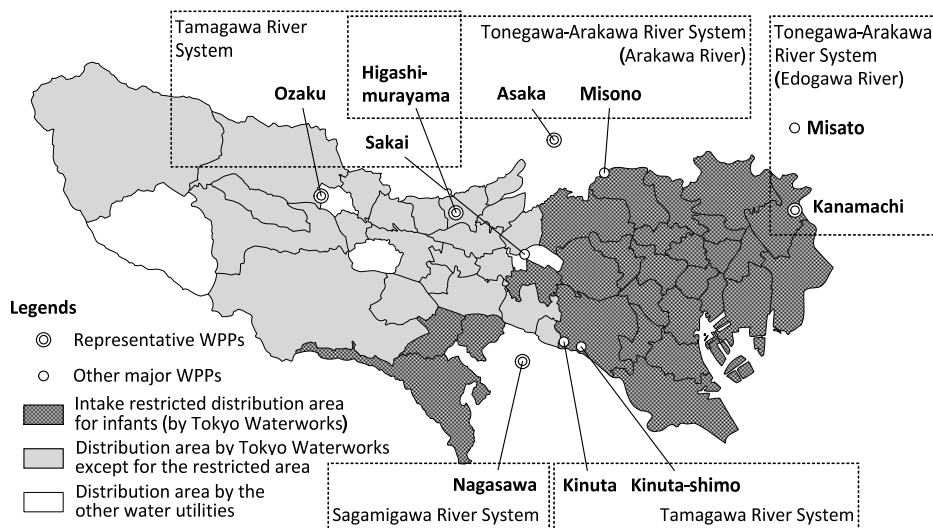 Tamagawa River
System
Tonegawa-Arakawa River System
(Arakawa River)
Tonegawa-Arakawa
River System
(Edogawa River)
Higashi-
murayama
Ozaku
Asaka
Misono
Sakai
Misato
Kanamachi
Legends
Representative WPPs
Other major WPPs
Intake restricted distribution area
for infants (by Tokyo Waterworks)
Distribution area by Tokyo Waterworks
except for the restricted area
Distribution area by the
other water utilities
Nagasawa
Sagamigawa River System
Kinuta
Kinuta-shimo
Tamagawa River System